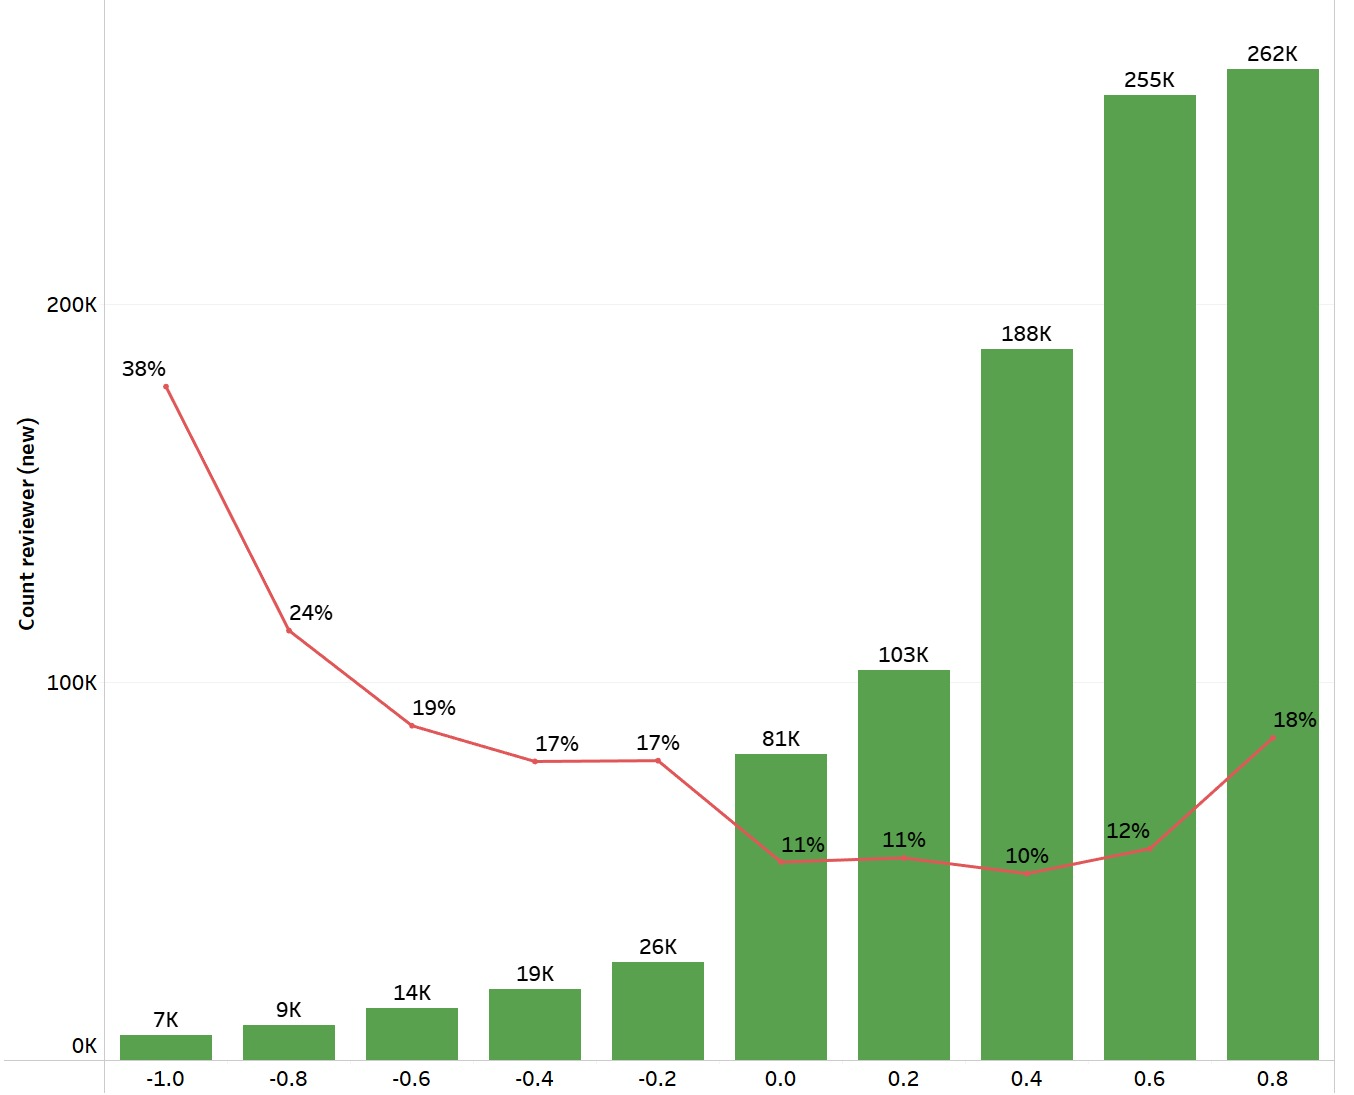 262K
255K
200K
188K
38%
Count reviewer (new)
24%
103K
100K
19%
18%
17%
17%
81K
12%
11%
11%
10%
26K
19K
14K
9K
7K
0K
-1.0
-0.8
-0.6
-0.4
-0.2
0.0
0.2
0.4
0.6
0.8